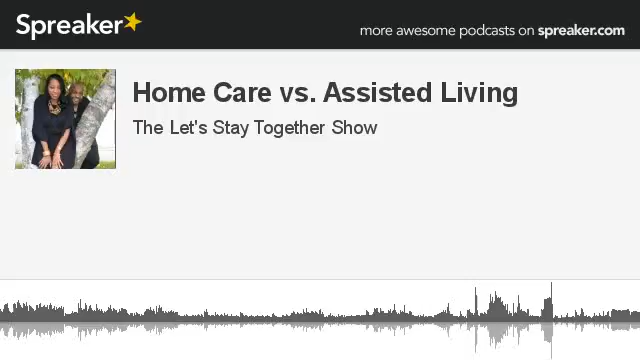 Spreaker
more awesome podcasts on spreaker.com
Home Care vs. Assisted Living
The Let's Stay Together Show